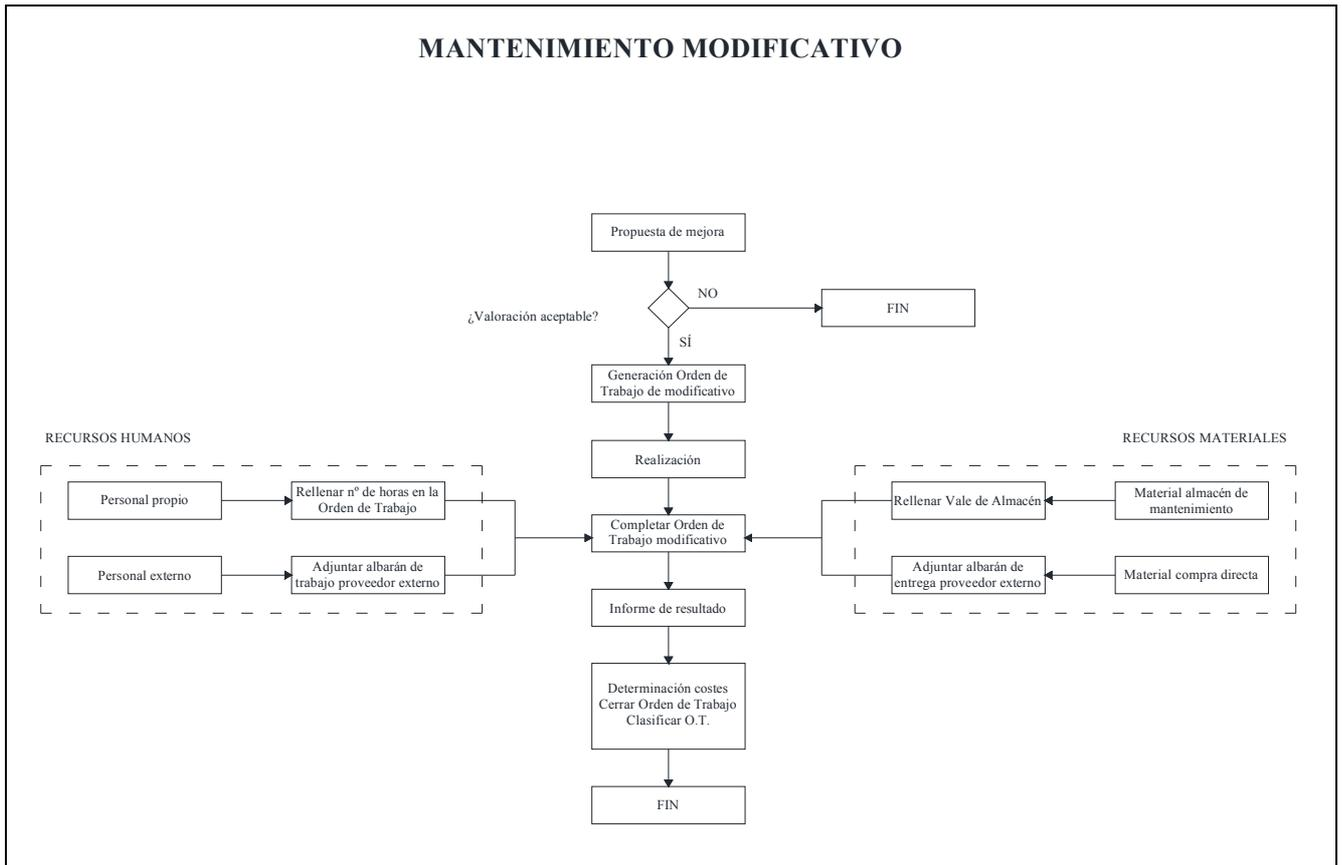 MANTENIMIENTO MODIFICATIVO
Propuesta de mejora
¿Valoración aceptable?
NO
FIN
SÍ
Generación Orden de
Trabajo de modificativo
Realización
RECURSOS HUMANOS
Personal propio
Rellenar nº de horas en la
Orden de Trabajo
Personal externo
Adjuntar albarán de
trabajo proveedor externo
Completar Orden de
Trabajo modificativo
RECURSOS MATERIALES
Rellenar Vale de Almacén
Material almacén de
mantenimiento
Adjuntar albarán de
entrega proveedor externo
Material compra directa
Informe de resultado
Determinación costes
Cerrar Orden de Trabajo
Clasificar O.T.
FIN